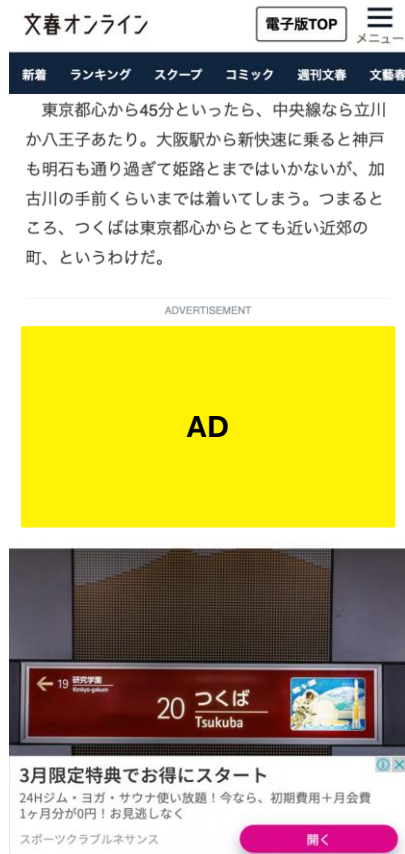 文春オンライン
電子版TOP
メニュー
新着 ランキング スクープ コミック 週刊文春 文藝春
東京都心から45分といったら、中央線なら立川
か八王子あたり。大阪駅から新快速に乗ると神戸
も明石も通り過ぎて姫路とまではいかないが、加
古川の手前くらいまでは着いてしまう。つまると
ころ、つくばは東京都心からとても近い近郊の
町、というわけだ。
ADVERTISEMENT
AD
19 研究学園
Kenkyu-gakuen
20 つくば
Tsukuba
3月限定特典でお得にスタート
24Hジム・ヨガ・サウナ使い放題！今なら、初期費用＋月会費
1ヶ月分が0円！お見逃しなく
スポーツクラブルネサンス
開く